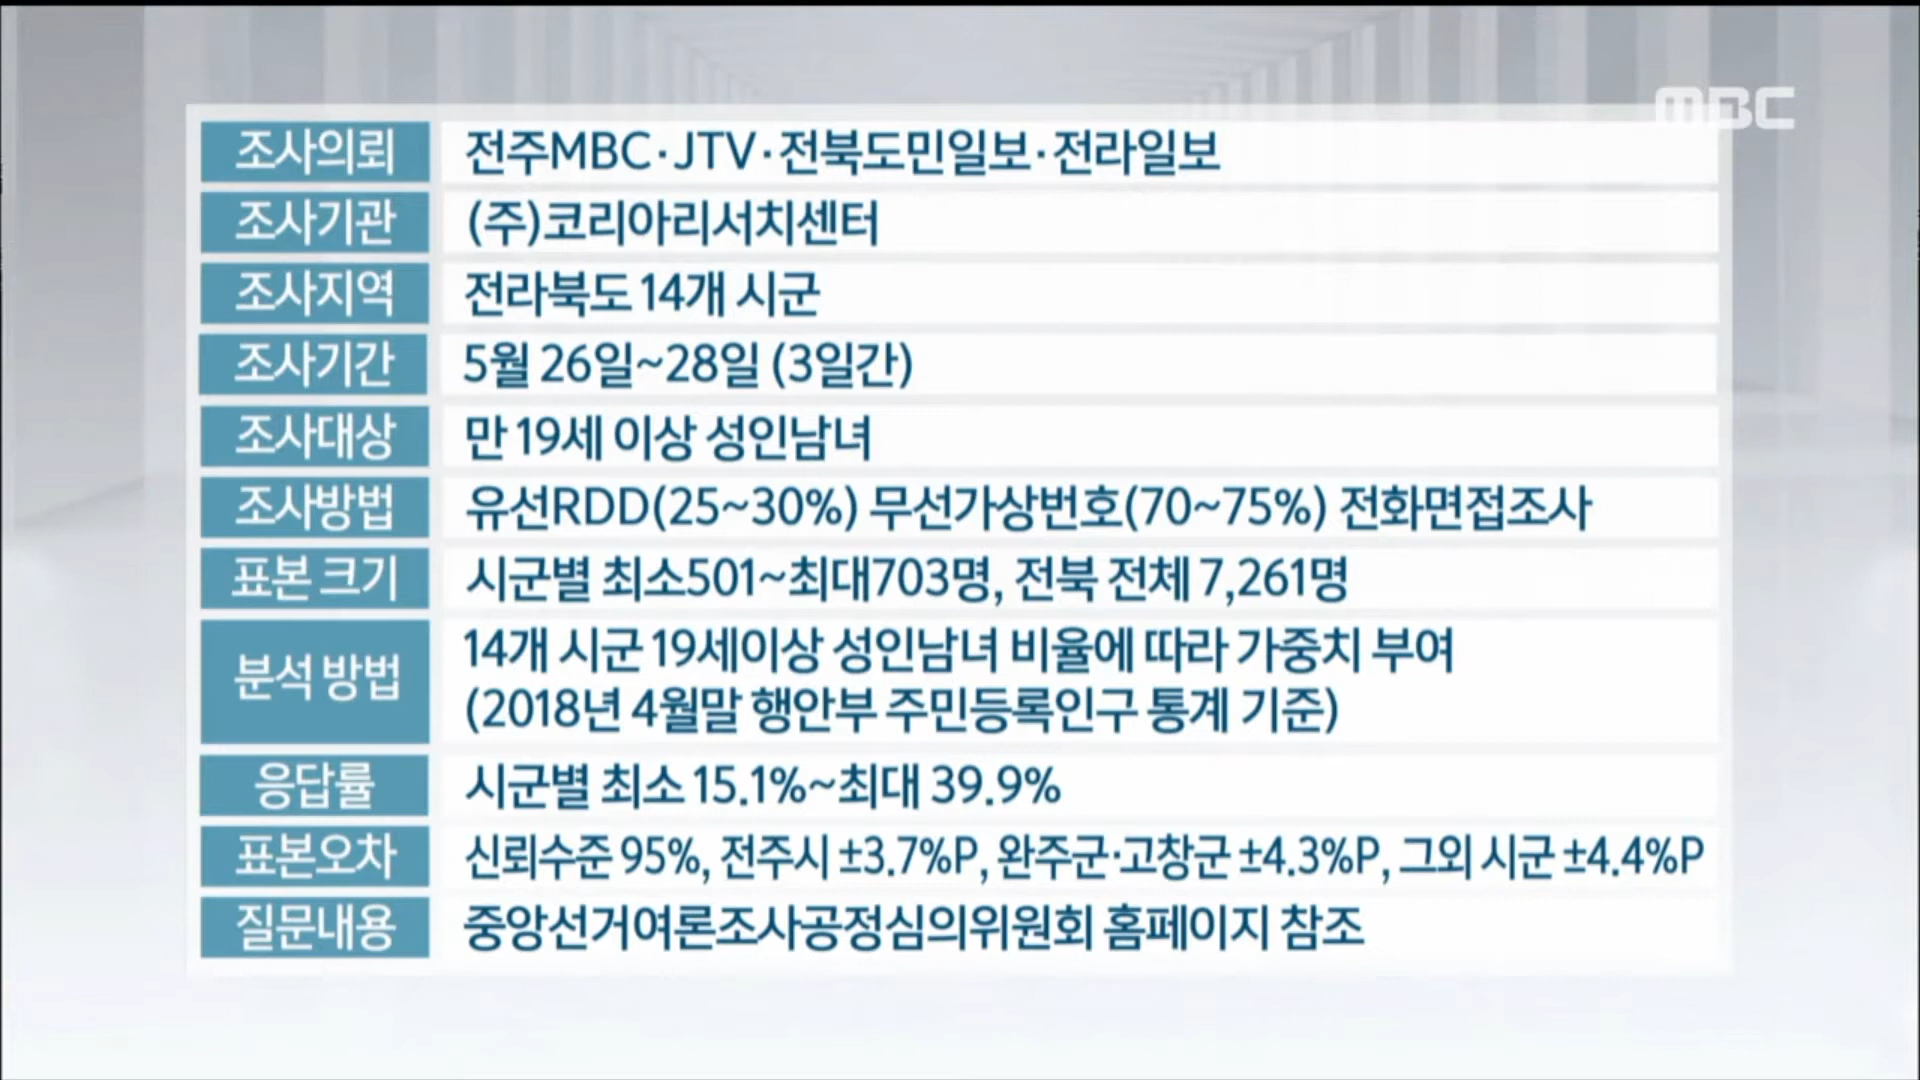 MBC
조사의뢰 전주MBC·JTV·전북도민일보·전라일보
조사기관 (주)코리아리서치센터
조사지역 전라북도 14개 시군
조사기간 5월 26일~28일 (3일간)
조사대상 만 19세 이상 성인남녀
조사방법 유선RDD(25~30%) 무선가상번호(70~75%) 전화면접조사
표본 크기 시군별 최소501~최대703명, 전북 전체 7,261명
분석 방법 14개 시군 19세이상 성인남녀 비율에 따라 가중치 부여
(2018년 4월말 행안부 주민등록인구 통계 기준)
응답률 시군별 최소 15.1%~최대 39.9%
표본오차 신뢰수준 95%, 전주시 ±3.7%P, 완주군·고창군 ±4.3%P, 그외 시군 ±4.4%P
질문내용 중앙선거여론조사공정심의위원회 홈페이지 참조